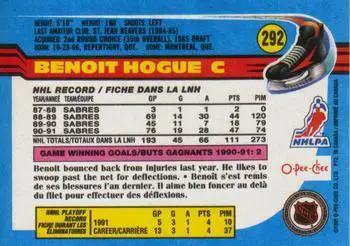 HEIGHT: 5'10" WEIGHT: 180 SHOOTS: LEFT
LAST AMATEUR CLUB: ST. JEAN BEAVERS (1984-85)
ACQUIRED: 2ND ROUND CHOICE (35TH OVERALL), 1985 DRAFT
BORN: 10-28-66, REPENTIGNY, QUE. HOME: MONTREAL, QUE.
292
BENOIT HOGUE C
NHL RECORD / FICHE DANS LA LNH
YEAR/ANNÉE TEAM/ÉQUIPE GP G A PTS PIM
87-88 SABRES 3 1 1 2 0
88-89 SABRES 69 14 30 44 120
89-90 SABRES 45 11 7 18 79
90-91 SABRES 76 19 28 47 74
NHL TOTALS/TOTAUX DANS LA LNH 193 45 66 111 273
GAME WINNING GOALS/BUTS GAGNANTS 1990-91: 2
Benoit bounced back from injuries last year. He likes to
swoop past the net for deflections. • Benoit s'est remis
de ses blessures l'an dernier. Il aime bien foncer au delà
du filet pour effectuer des déflexions.
NHL PLAYOFF
RECORD
FICHE DURANT LES
ÉLIMINATOIRES
GP G A PTS PIM
1991 5 3 1 4 10
CAREER/CARRIÈRE 13 3 1 4 37
NHLPA
O-Pee-Chee